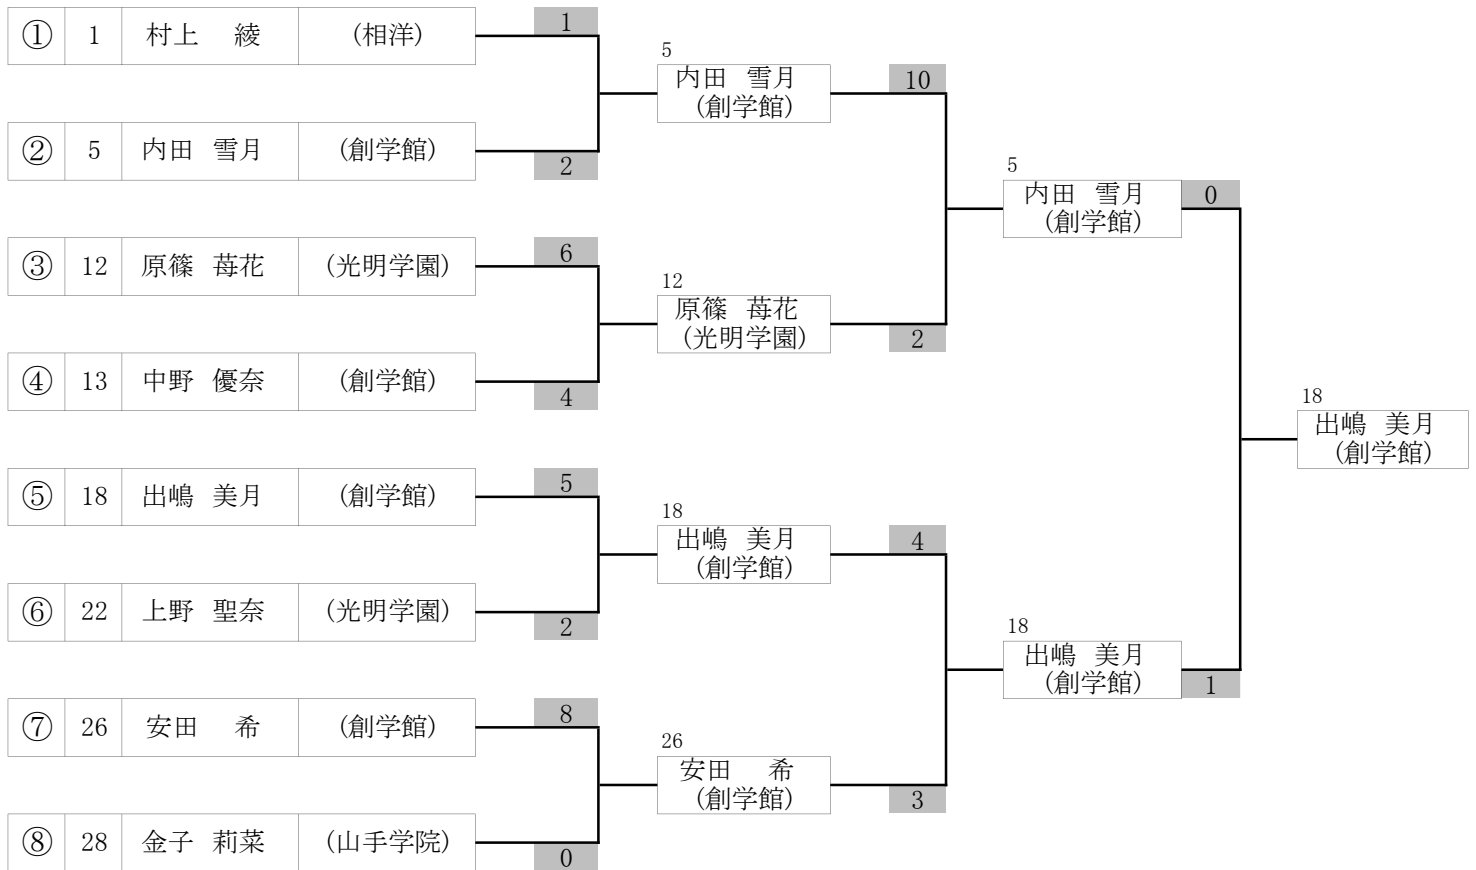 ① 1 村上 綾 (相洋) 1
5
内田 雪月
(創学館)
10
② 5 内田 雪月 (創学館) 2
5
内田 雪月
(創学館)
0
③ 12 原篠 苺花 (光明学園) 6
12
原篠 苺花
(光明学園)
2
④ 13 中野 優奈 (創学館) 4
18
出嶋 美月
(創学館)
⑤ 18 出嶋 美月 (創学館) 5
18
出嶋 美月
(創学館)
4
⑥ 22 上野 聖奈 (光明学園) 2
18
出嶋 美月
(創学館)
1
⑦ 26 安田 希 (創学館) 8
26
安田 希
(創学館)
3
⑧ 28 金子 莉菜 (山手学院) 0